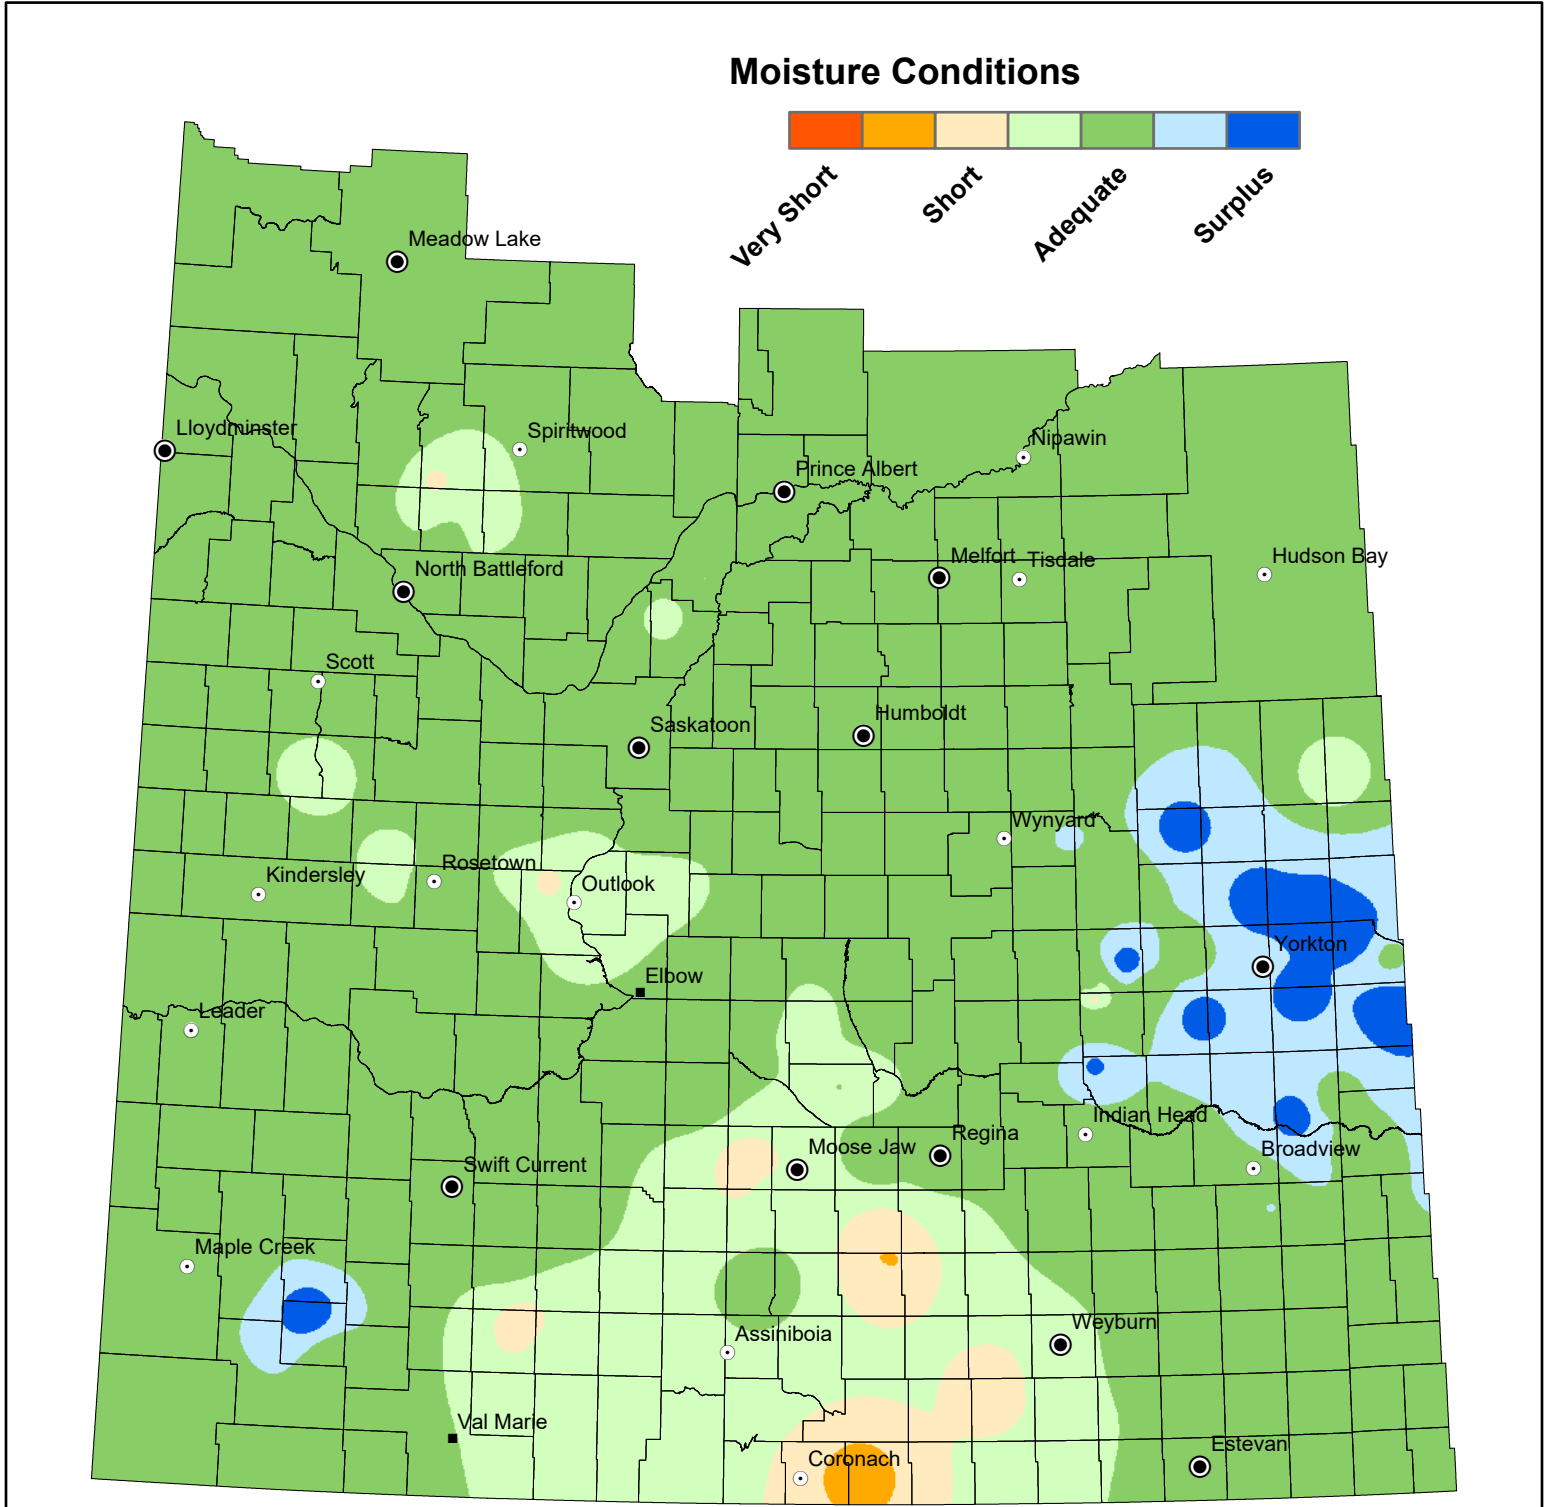 Moisture Conditions
Very Short
Short
Adequate
Surplus
Meadow Lake
Lloydminster
Spiritwood
Nipawin
Prince Albert
North Battleford
Melfort
Tisdale
Hudson Bay
Scott
Saskatoon
Humboldt
Wynyard
Rosetown
Kindersley
Outlook
Yorkton
Elbow
Leader
Indian Head
Regina
Moose Jaw
Broadview
Swift Current
Maple Creek
Weyburn
Assiniboia
Val Marie
Estevan
Coronach